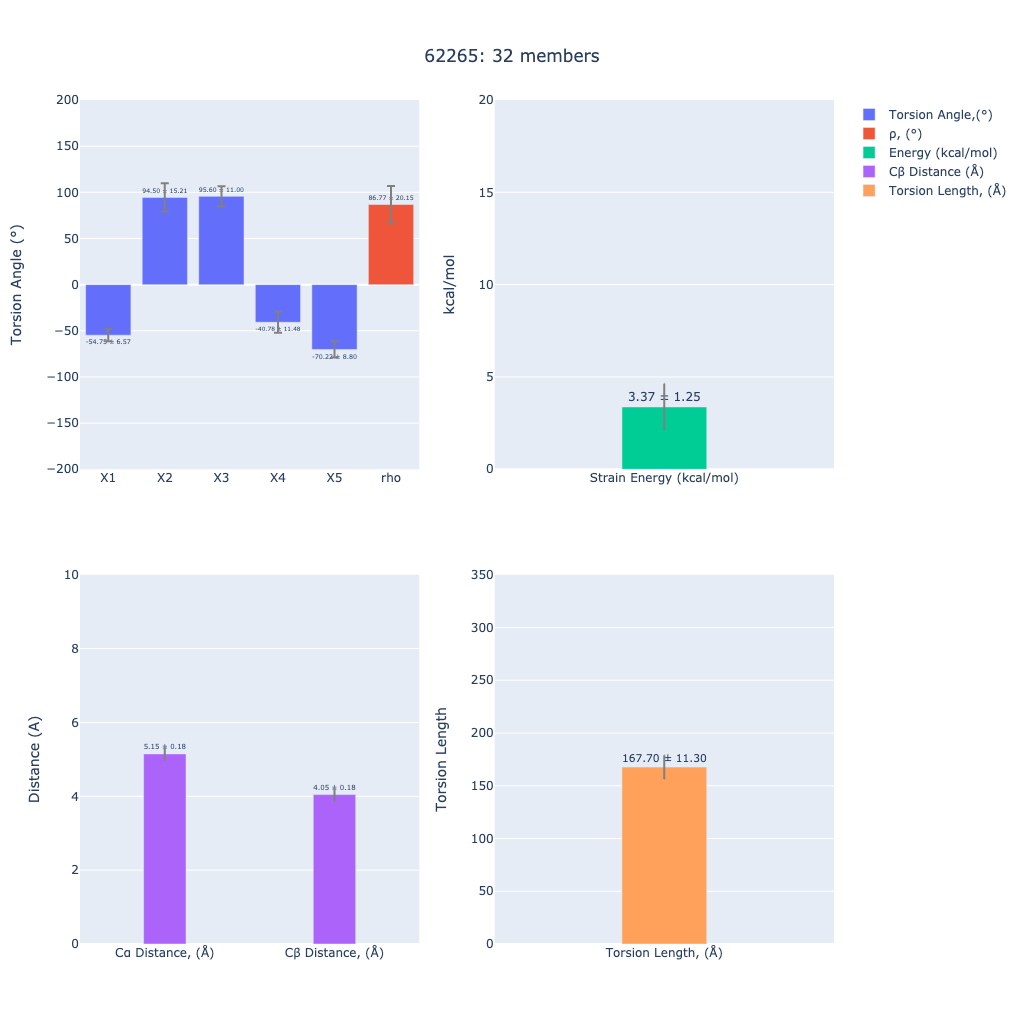 62265: 32 members
Torsion Angle (°)
200
150
100
50
0
−50
−100
−150
−200
94.50 ± 15.21
95.60 ± 11.00
86.77 ± 20.15
-54.75 ± 6.57
-40.78 ± 11.48
-70.22 ± 8.80
X1 X2 X3 X4 X5 rho
kcal/mol
20
15
10
5
0
3.37 ± 1.25
Strain Energy (kcal/mol)
Torsion Angle,(°)
ρ, (°)
Energy (kcal/mol)
Cβ Distance (Å)
Torsion Length, (Å)
Distance (A)
10
8
6
4
2
0
5.15 ± 0.18
4.05 ± 0.18
Cα Distance, (Å) Cβ Distance, (Å)
Torsion Length
350
300
250
200
150
100
50
0
167.70 ± 11.30
Torsion Length, (Å)